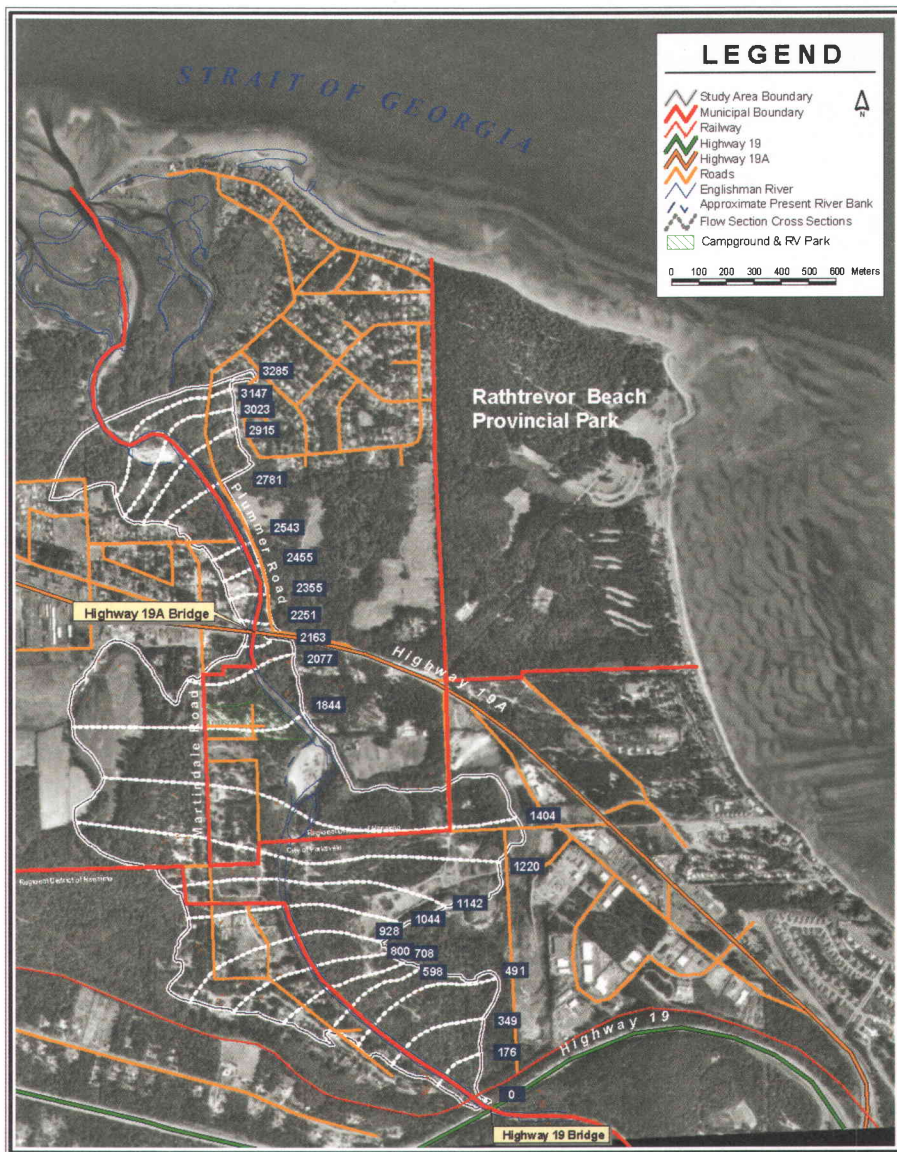 STRAIT OF GEORGIA
LEGEND
N
Study Area Boundary
Municipal Boundary
Railway
Highway 19
Highway 19A
Roads
Englishman River
Approximate Present River Bank
Flow Section Cross Sections
Campground & RV Park
0 100 200 300 400 500 600 Meters
Rathtrevor Beach
Provincial Park
3285
3147
3023
2915
2781
Plummer Road
2543
2455
2355
2251
Highway 19A Bridge
2163
2077
Highway 19A
1844
Martindale Road
1404
1220
1142
1044
928
800
708
598
491
349
176
Highway 19
0
Highway 19 Bridge